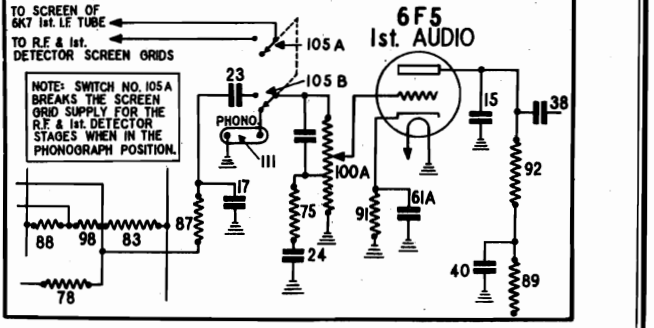 TO SCREEN OF
6K7 1st. I.F. TUBE
TO R.F. & 1st.
DETECTOR SCREEN GRIDS
105A
6F5
1st. AUDIO
NOTE: SWITCH NO. 105A
BREAKS THE SCREEN
GRID SUPPLY FOR THE
R.F. & 1st. DETECTOR
STAGES WHEN IN THE
PHONOGRAPH POSITION.
23
105B
PHONO.
111
15
38
100A
92
17
87
75
91
61A
88
98
83
24
40
89
78